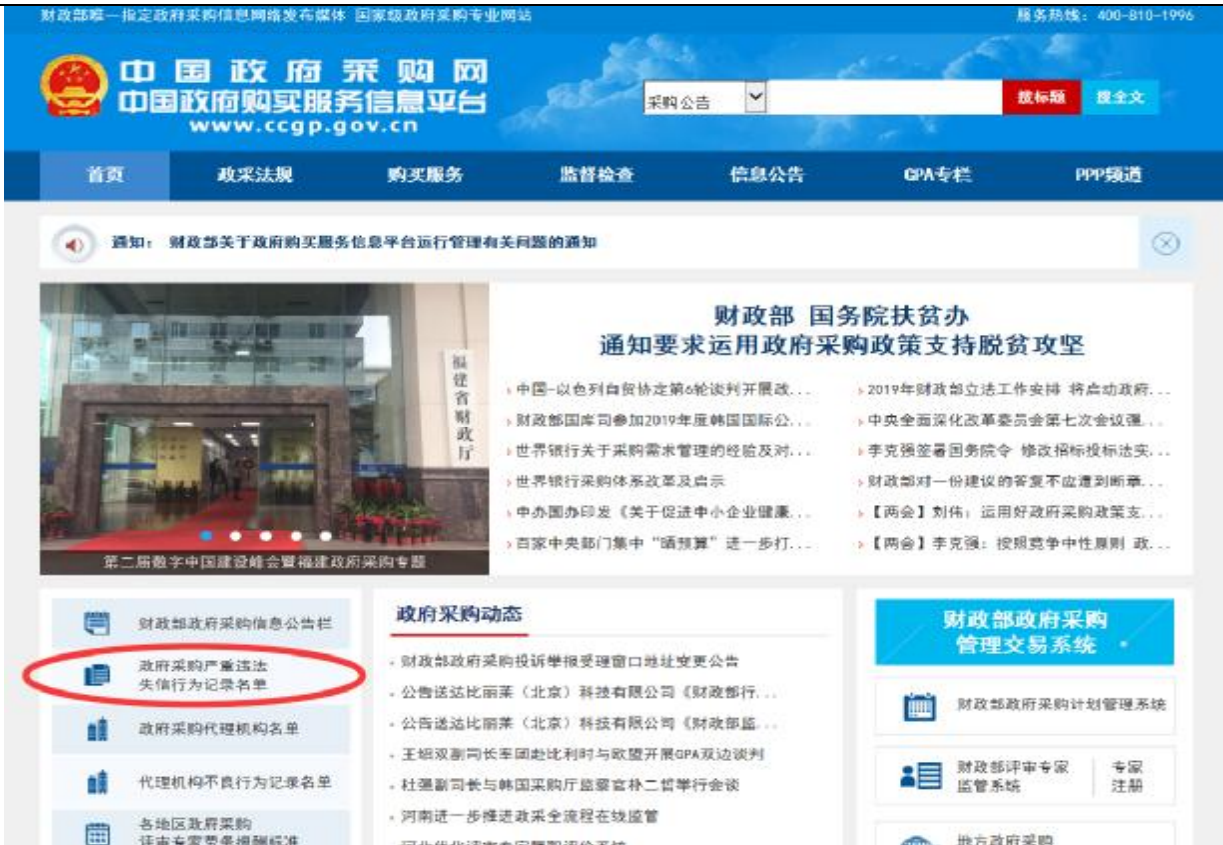 财政部唯一指定政府采购信息网络发布媒体 国家级政府采购专业网站
服务热线：400-810-1996
中国政府采购网
中国政府购买服务信息平台
www.ccgp.gov.cn
采购公告
搜标题
搜全文
首页
政采法规
购买服务
监督检查
信息公告
GPA专栏
PPP频道
通知： 财政部关于政府购买服务信息平台运行管理有关问题的通知
福建省财政厅
第二届数字中国建设峰会暨福建政府采购专题
财政部 国务院扶贫办
通知要求运用政府采购政策支持脱贫攻坚
中国-以色列自贸协定第6轮谈判开展政...
财政部国库司参加2019年度韩国国际公...
世界银行关于采购需求管理的经验及对...
世界银行采购体系改革及启示
中办国办印发《关于促进中小企业健康...
百家中央部门集中“晒预算” 进一步打...
2019年财政部立法工作安排 将启动政府...
中央全面深化改革委员会第七次会议强...
李克强签署国务院令 修改招标投标法实...
财政部对一份建议的答复不应遭到断章...
【两会】刘伟：运用好政府采购政策支...
【两会】李克强：按照竞争中性原则 政...
财政部政府采购信息公告栏
政府采购严重违法
失信行为记录名单
政府采购代理机构名单
代理机构不良行为记录名单
各地区政府采购
评审专家劳务报酬标准
政府采购动态
财政部政府采购投诉举报受理窗口地址变更公告
公告送达比丽莱（北京）科技有限公司《财政部行...
公告送达比丽莱（北京）科技有限公司《财政部监...
王绍双副司长率团赴比利时与欧盟开展GPA双边谈判
杜强副司长与韩国采购厅监察官朴二哲举行会谈
河南进一步推进政采全流程在线监管
财政部政府采购
管理交易系统
财政部政府采购计划管理系统
财政部评审专家
监管系统
专家
注册
地方政府采购